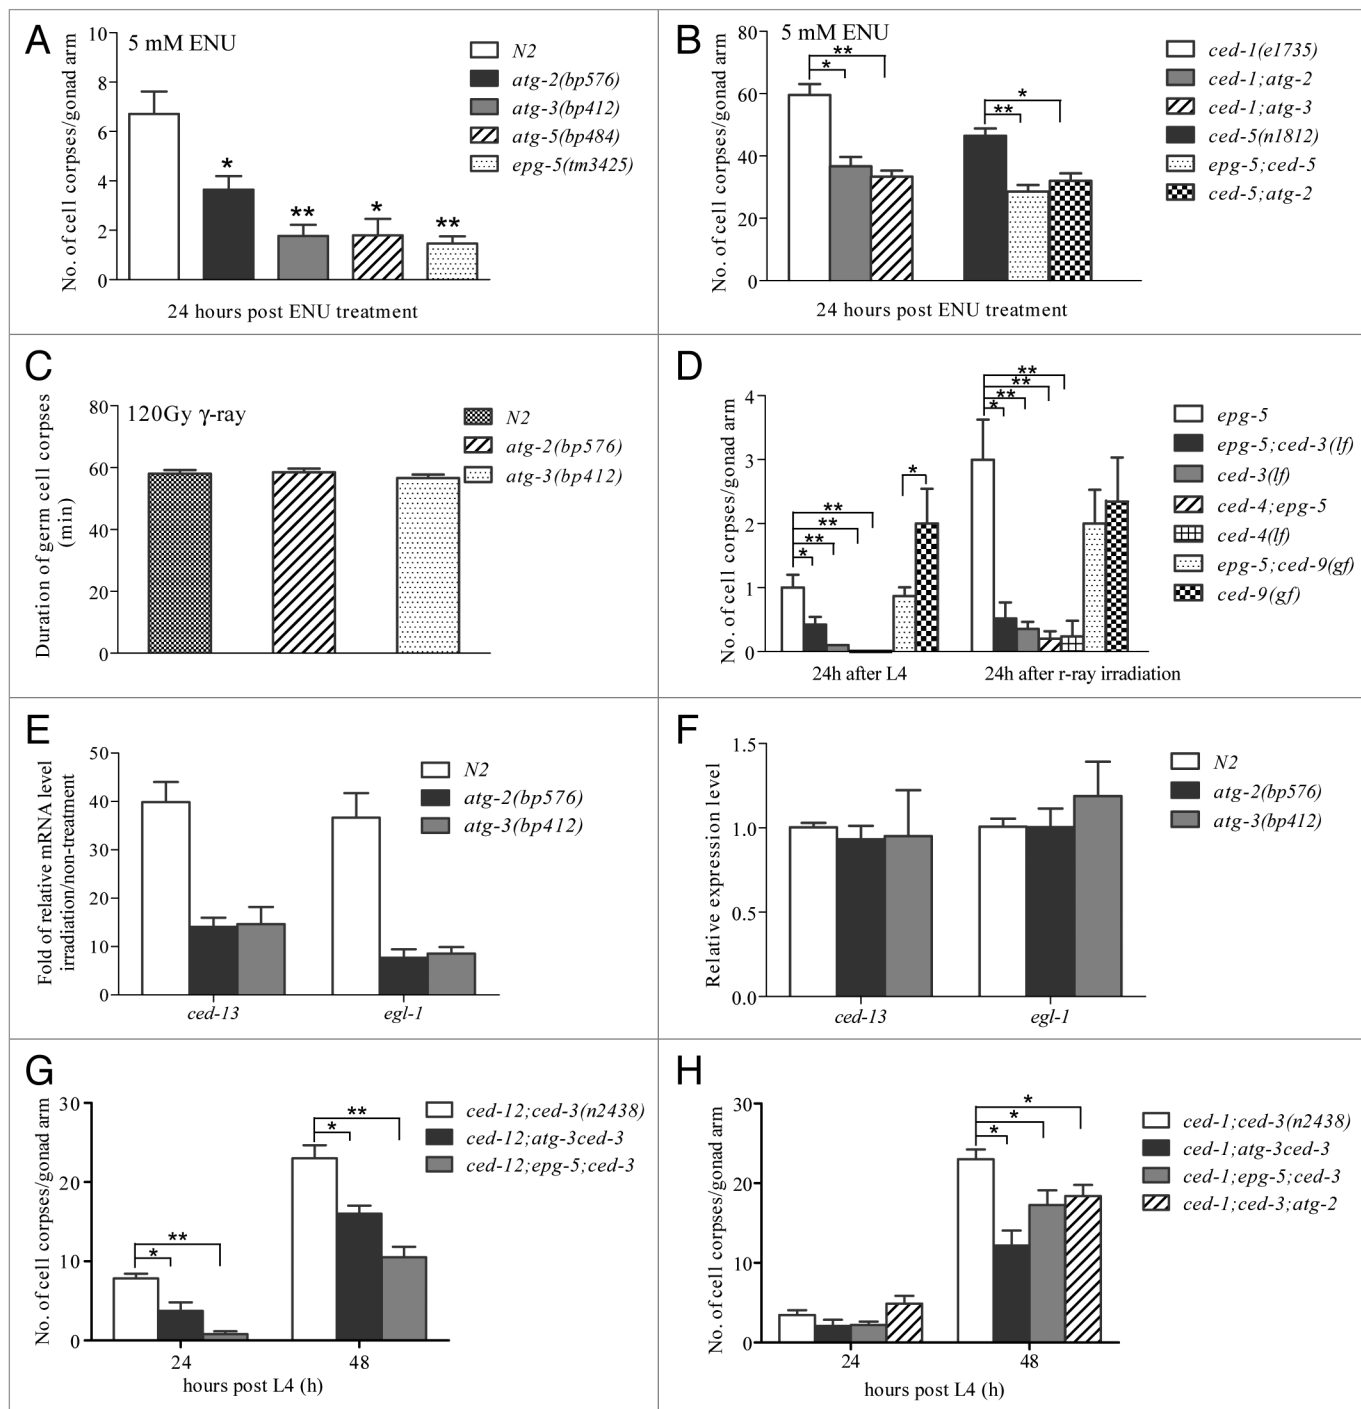 A
5 mM ENU
No. of cell corpses/gonad arm
10
8
6
4
2
0
*
**
*
**
24 hours post ENU treatment
N2
atg-2(bp576)
atg-3(bp412)
atg-5(bp484)
epg-5(tm3425)
B
5 mM ENU
No. of cell corpses/gonad arm
80
60
40
20
0
**
*
*
**
24 hours post ENU treatment
ced-1(e1735)
ced-1;atg-2
ced-1;atg-3
ced-5(n1812)
epg-5;ced-5
ced-5;atg-2
C
120Gy γ-ray
Duration of germ cell corpses
(min)
80
60
40
20
0
N2
atg-2(bp576)
atg-3(bp412)
D
No. of cell corpses/gonad arm
4
3
2
1
0
**
**
**
*
*
**
**
**
*
24h after L4
24h after r-ray irradiation
epg-5
epg-5;ced-3(lf)
ced-3(lf)
ced-4;epg-5
ced-4(lf)
epg-5;ced-9(gf)
ced-9(gf)
E
Fold of relative mRNA level
irradiation/non-treatment
50
40
30
20
10
0
ced-13
egl-1
N2
atg-2(bp576)
atg-3(bp412)
F
Relative expression level
1.5
1.0
0.5
0.0
ced-13
egl-1
N2
atg-2(bp576)
atg-3(bp412)
G
No. of cell corpses/gonad arm
30
20
10
0
**
*
**
*
24
48
hours post L4 (h)
ced-12;ced-3(n2438)
ced-12;atg-3ced-3
ced-12;epg-5;ced-3
H
No. of cell corpses/gonad arm
30
20
10
0
*
*
*
24
48
hours post L4 (h)
ced-1;ced-3(n2438)
ced-1;atg-3ced-3
ced-1;epg-5;ced-3
ced-1;ced-3;atg-2